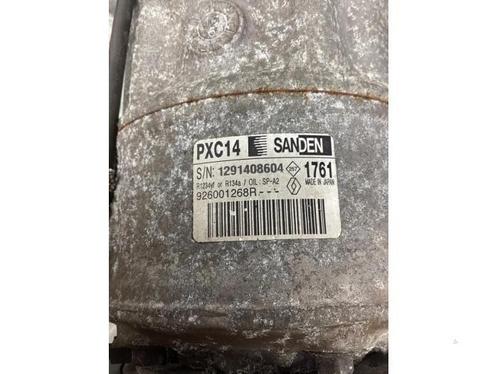 PXC14 SANDEN
S/N: 1291408604 1761
R1234yf or R134a / OIL : SP-A2 MADE IN JAPAN
926001268R---